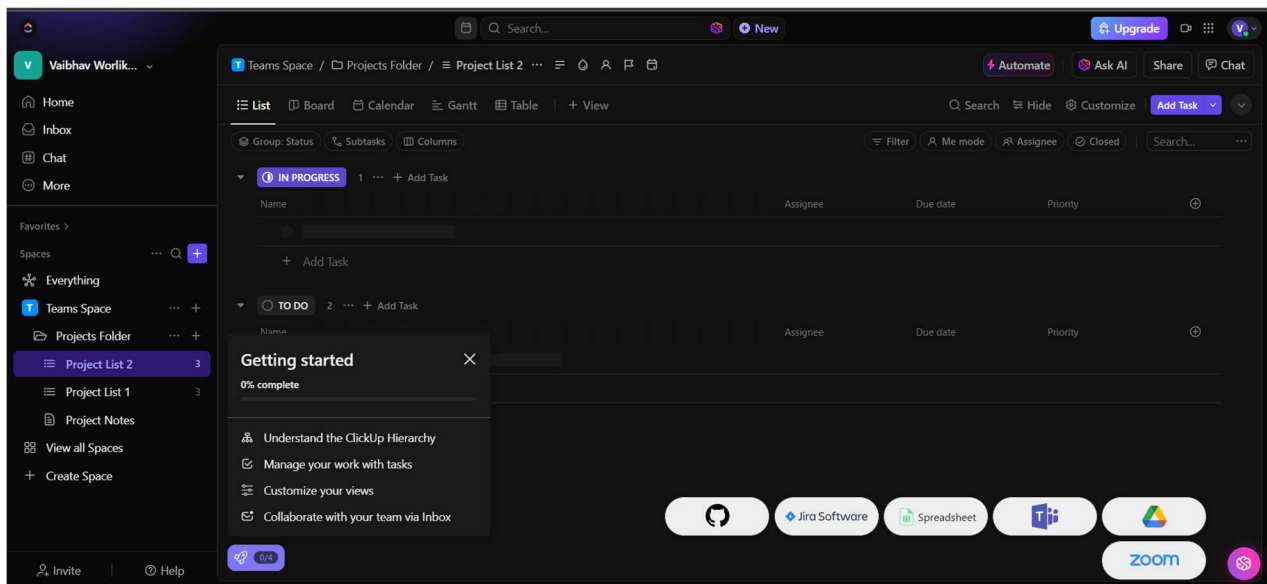 Search...
New
Upgrade
V
V Vaibhav Worlik...
Home
Inbox
Chat
More
Favorites >
Spaces
Everything
T Teams Space
Projects Folder
Project List 2 3
Project List 1 3
Project Notes
View all Spaces
Create Space
Invite
Help
T Teams Space / Projects Folder / Project List 2
Automate
Ask AI
Share
Chat
List Board Calendar Gantt Table + View
Search Hide Customize Add Task
Group: Status Subtasks Columns
Filter Me mode Assignee Closed Search...
IN PROGRESS 1 ... + Add Task
Name Assignee Due date Priority
+ Add Task
TO DO 2 ... + Add Task
Name Assignee Due date Priority
Getting started
0% complete
Understand the ClickUp Hierarchy
Manage your work with tasks
Customize your views
Collaborate with your team via Inbox
0/4
Jira Software
Spreadsheet
T
zoom